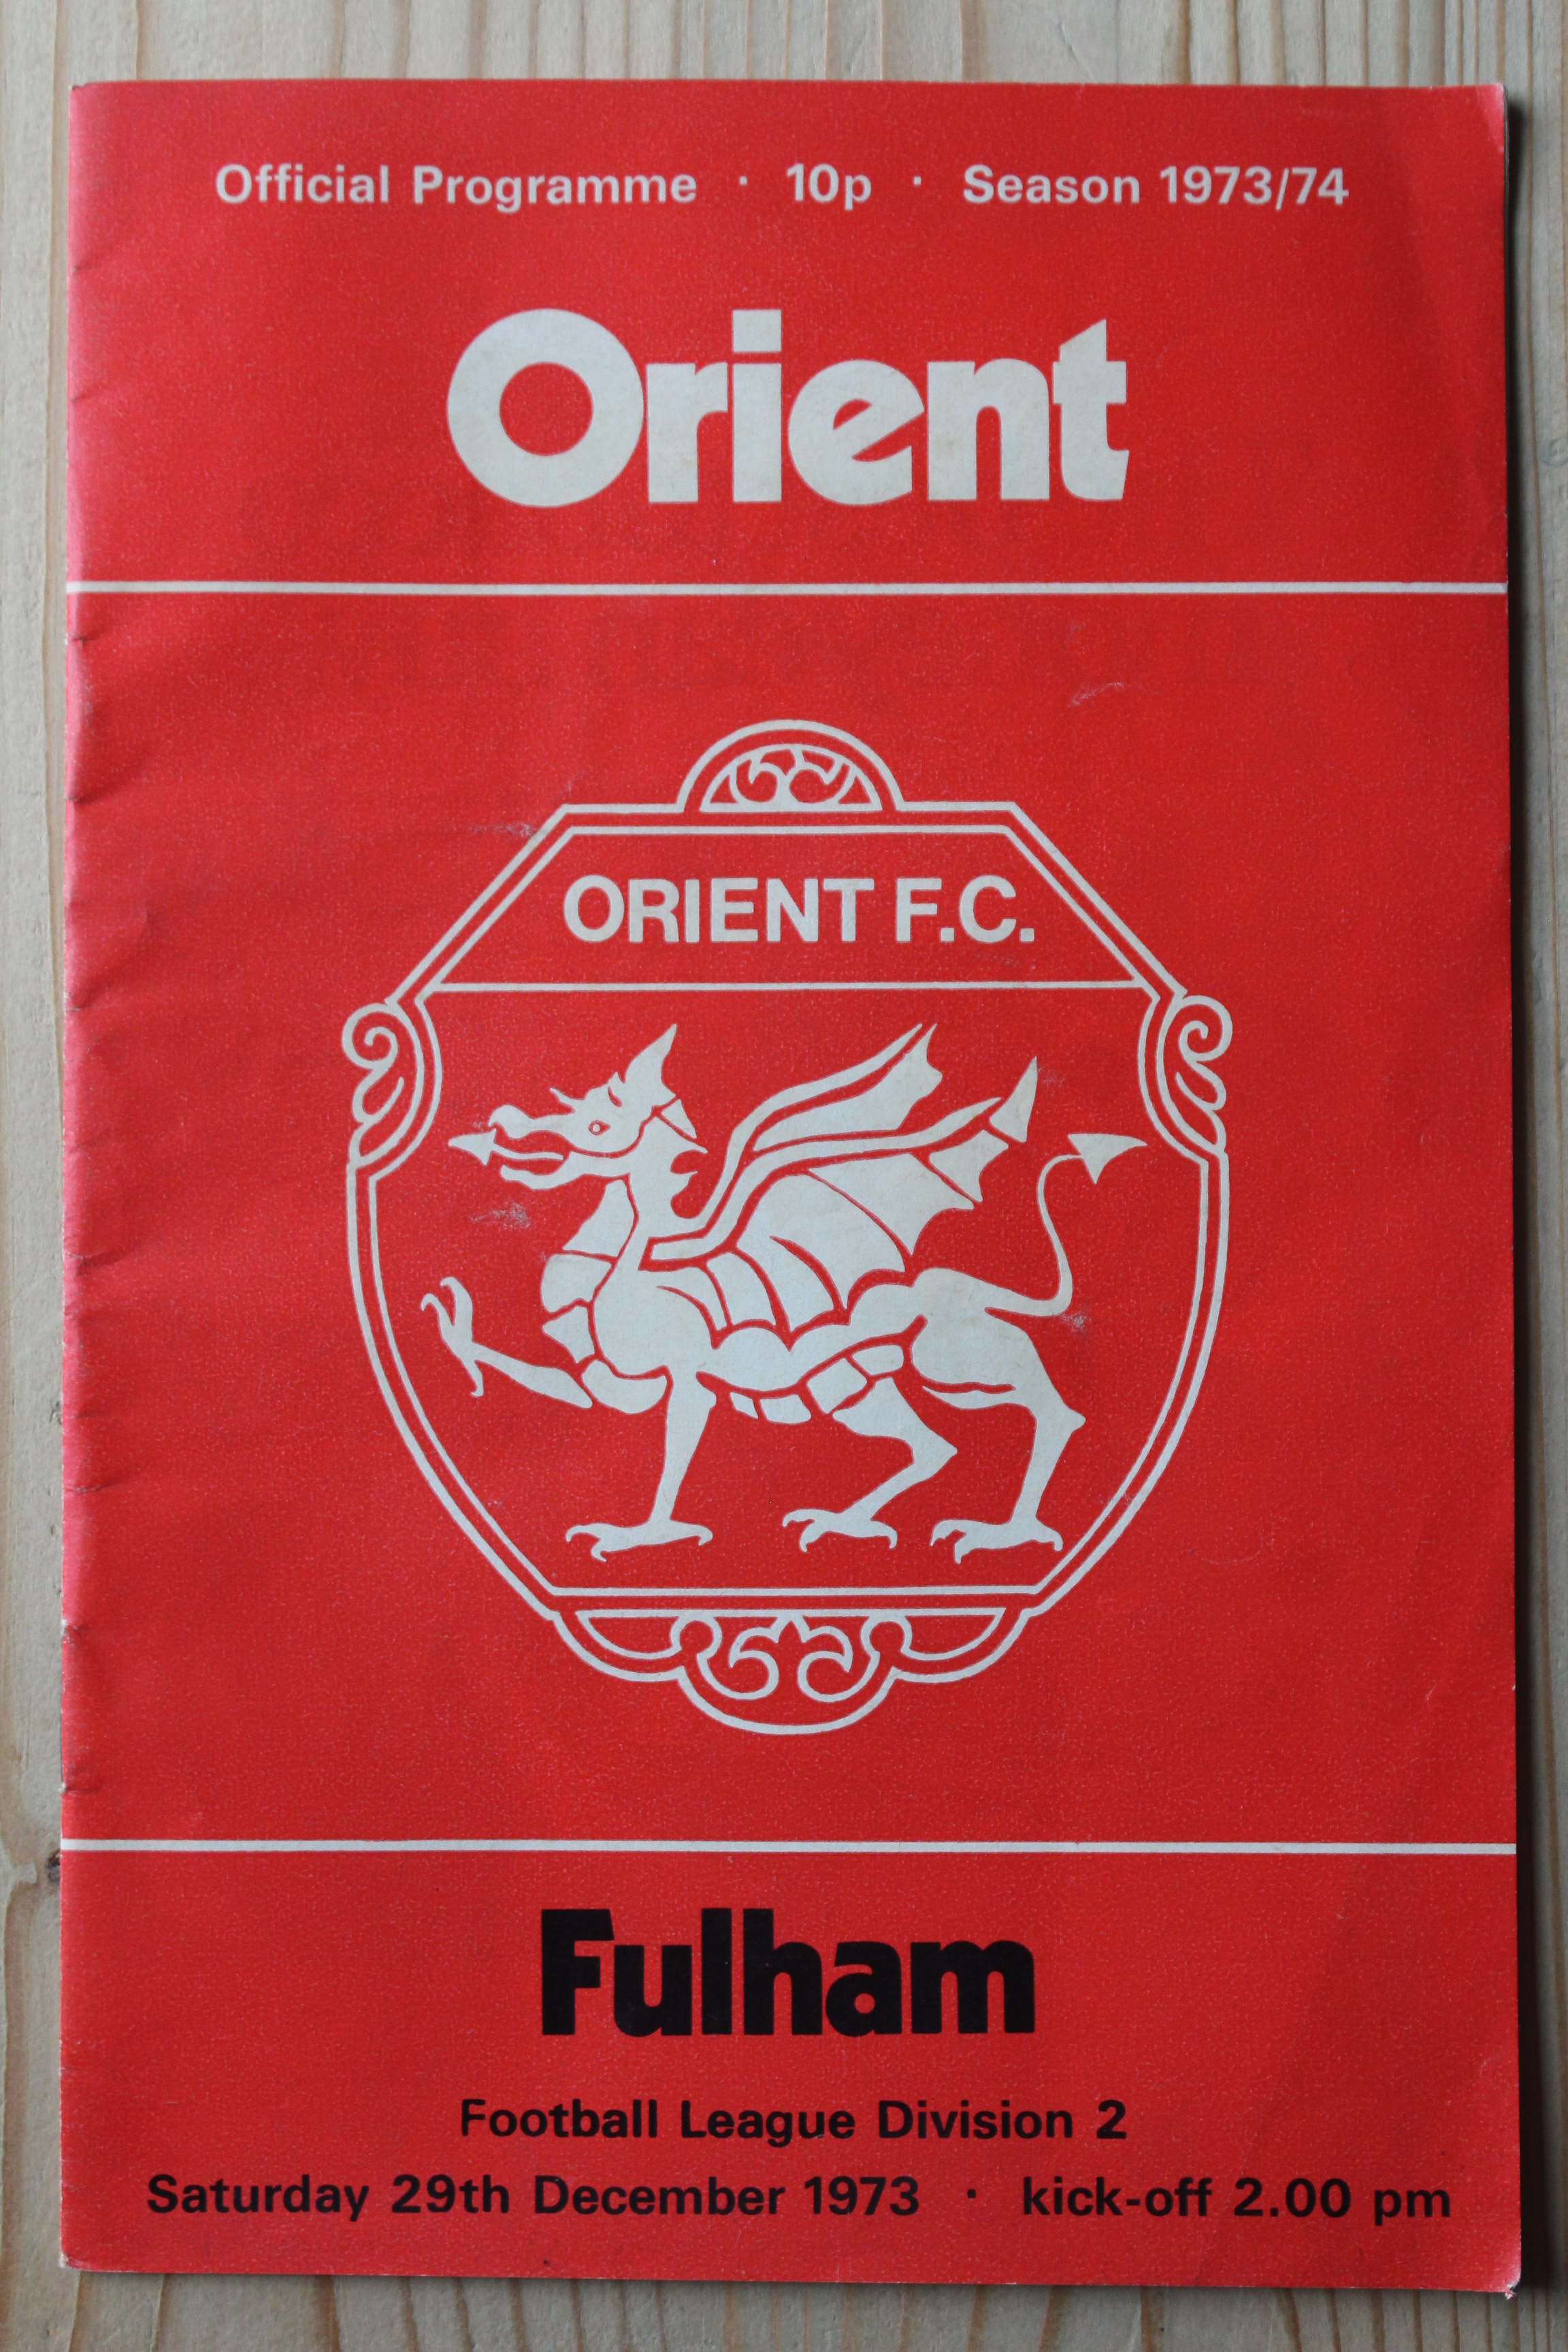 Official Programme · 10p · Season 1973/74
Orient
ORIENT F.C.
Fulham
Football League Division 2
Saturday 29th December 1973 · kick-off 2.00 pm